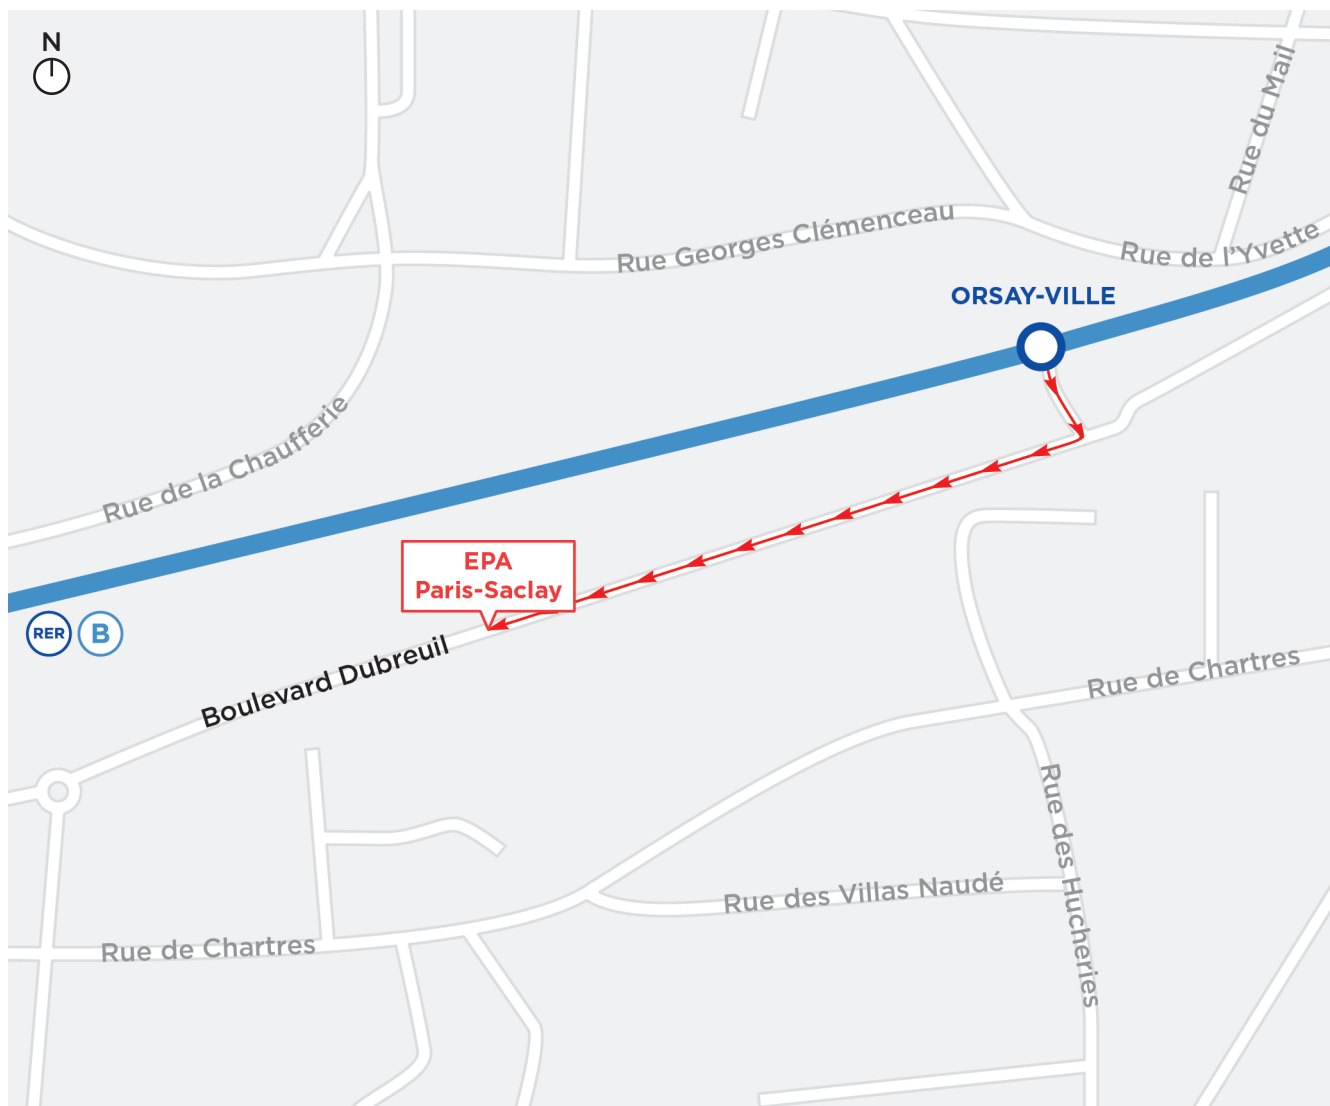 N
Rue du Mail
Rue Georges Clémenceau
Rue de l'Yvette
ORSAY-VILLE
Rue de la Chaufferie
EPA
Paris-Saclay
RER
B
Boulevard Dubreuil
Rue de Chartres
Rue des Hucheries
Rue des Villas Naudé
Rue de Chartres